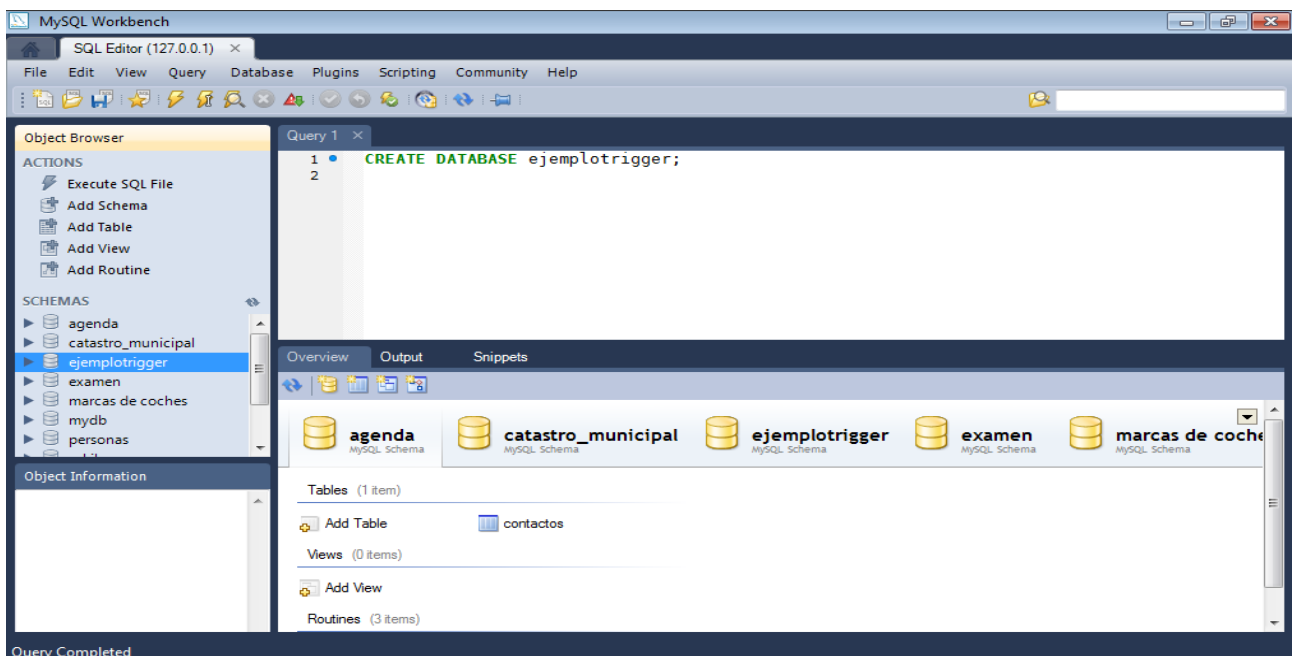 MySQL Workbench
SQL Editor (127.0.0.1)
File Edit View Query Database Plugins Scripting Community Help
Object Browser
ACTIONS
Execute SQL File
Add Schema
Add Table
Add View
Add Routine
SCHEMAS
agenda
catastro_municipal
ejemplotrigger
examen
marcas de coches
mydb
personas
Object Information
Query 1
1 CREATE DATABASE ejemplotrigger;
2
Overview Output Snippets
agenda
MySQL Schema
catastro_municipal
MySQL Schema
ejemplotrigger
MySQL Schema
examen
MySQL Schema
marcas de coche
MySQL Schema
Tables (1 item)
Add Table contactos
Views (0 items)
Add View
Routines (3 items)
Query Completed